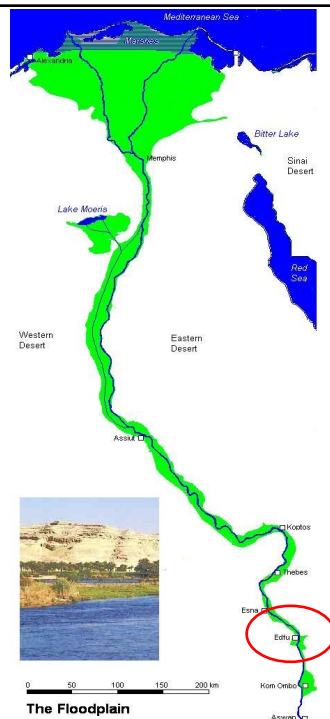 Mediterranean Sea
Marshes
Alexandria
Bitter Lake
Memphis
Sinai
Desert
Lake Moeris
Red
Sea
Western
Desert
Eastern
Desert
Assiut
Koptos
Thebes
Esna
Edfu
Kom Ombo
0 50 100 150 200 km
The Floodplain
Aswan